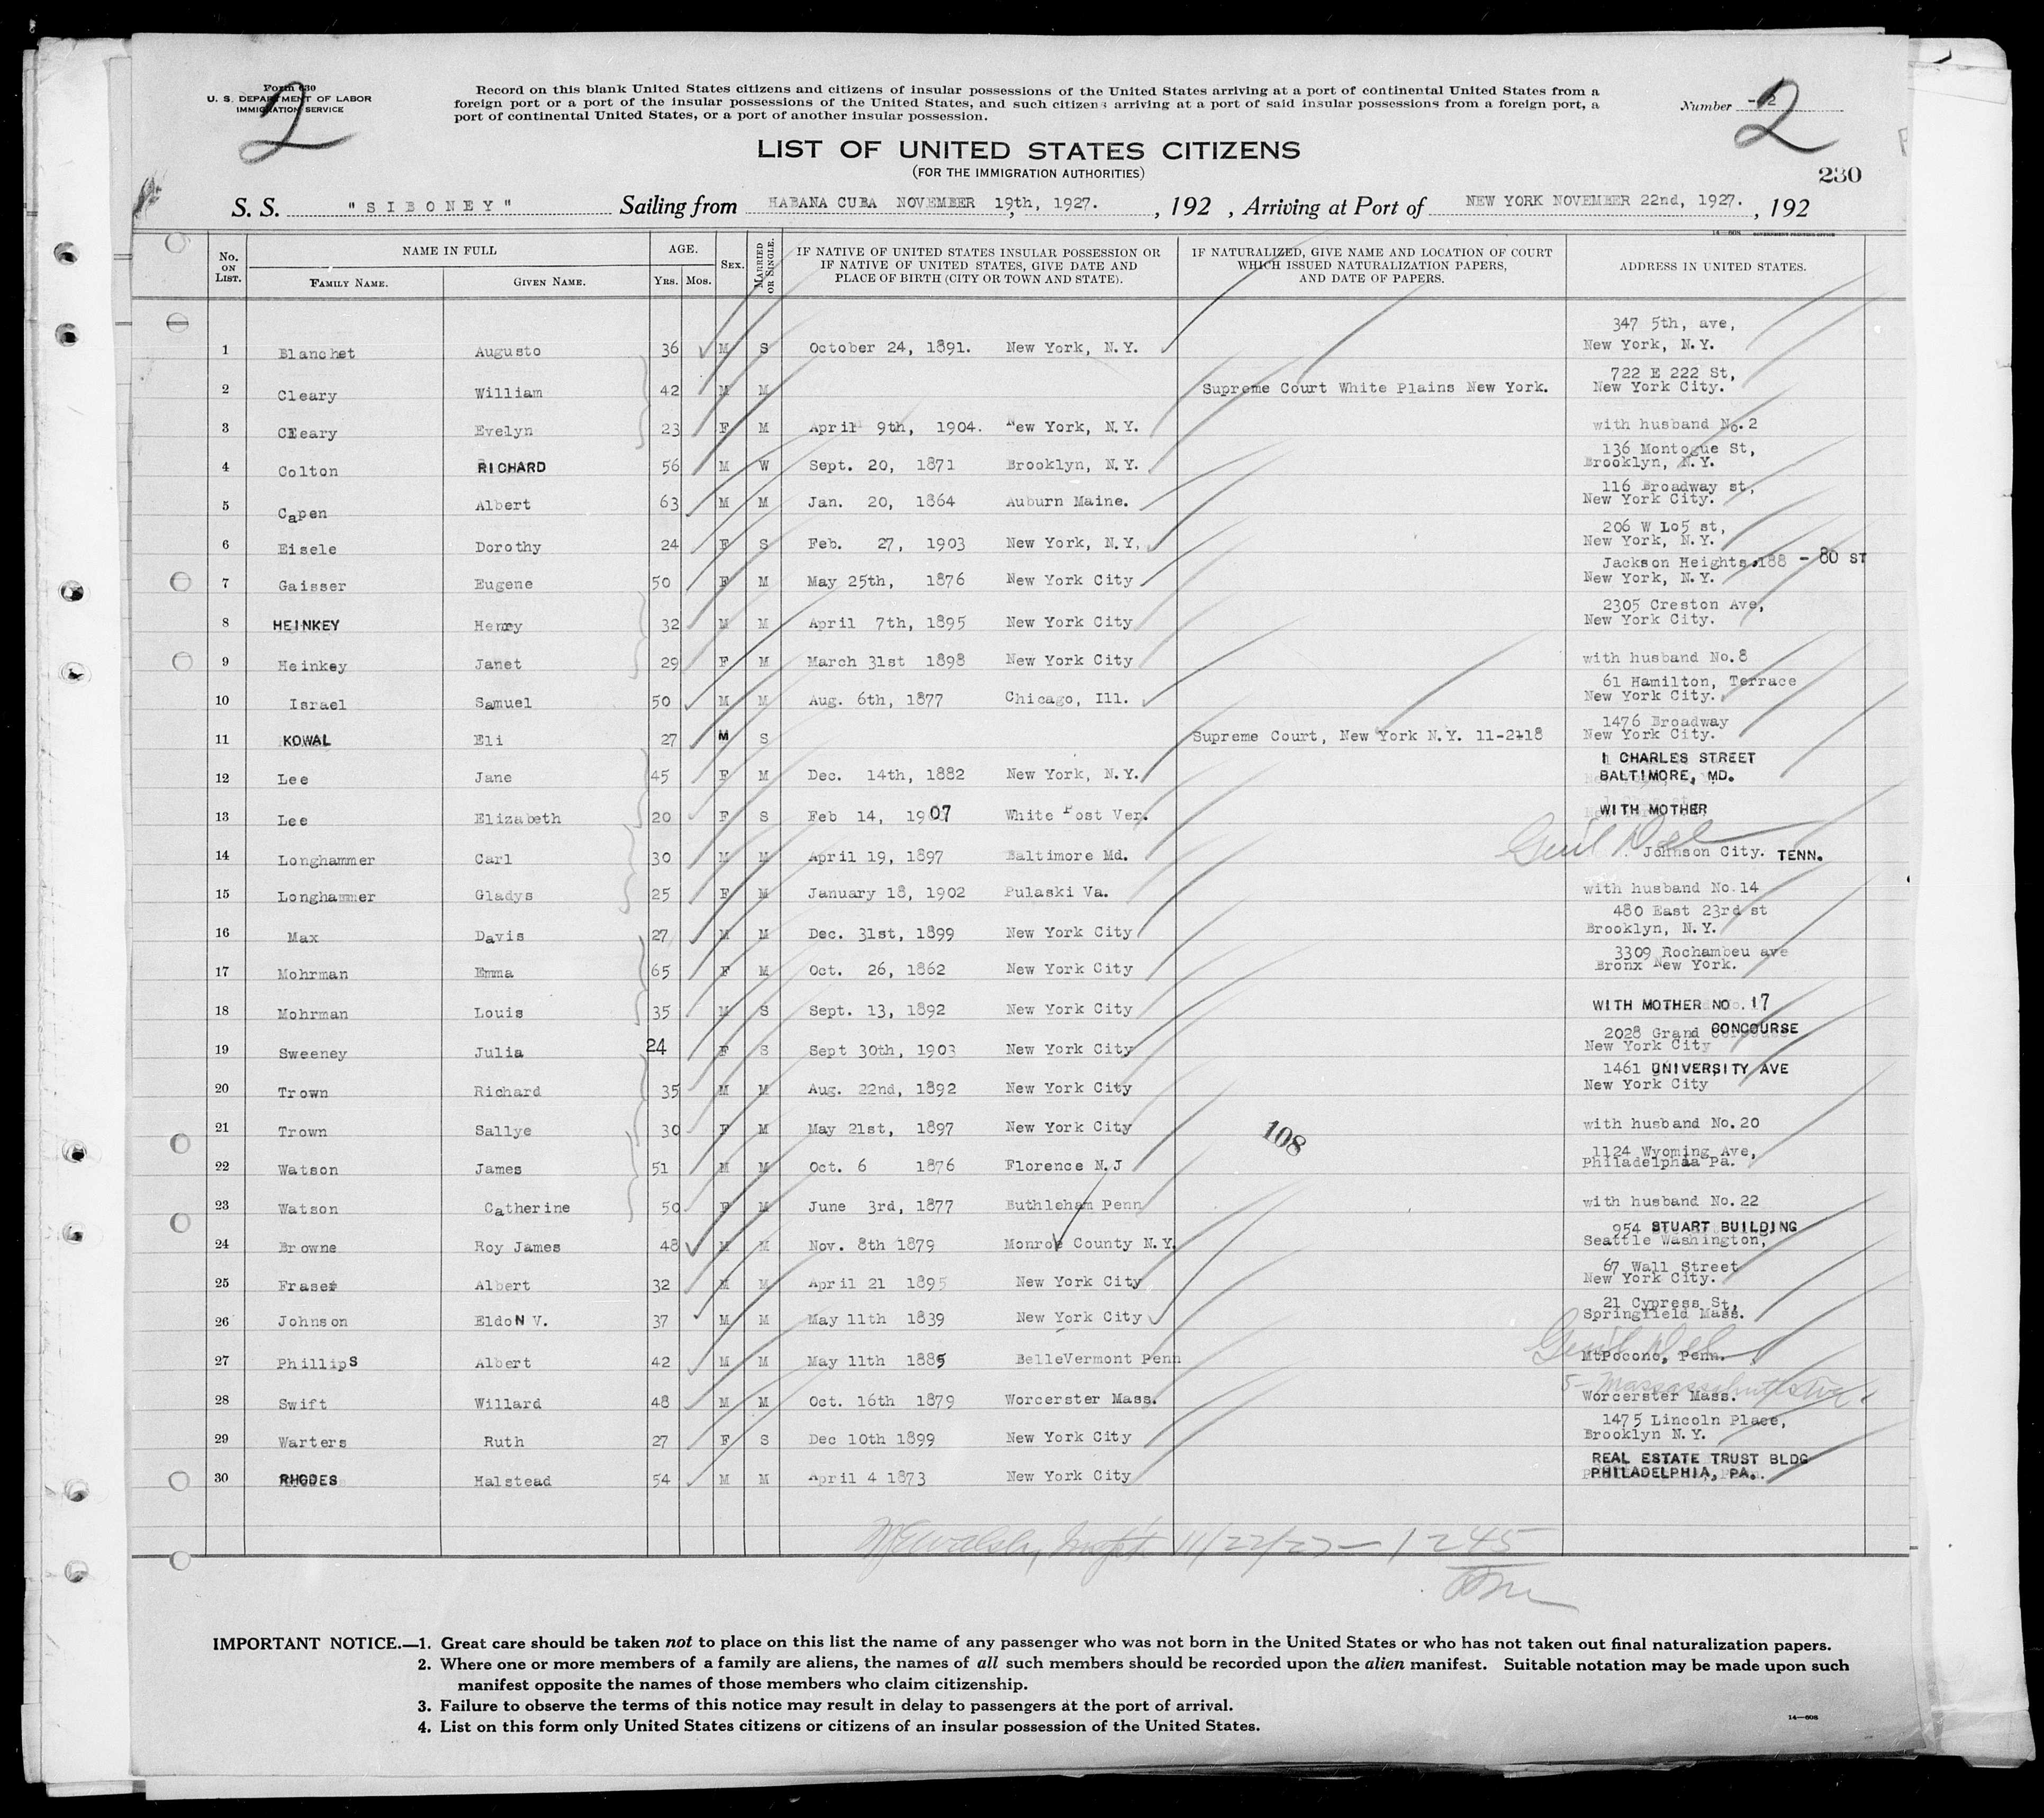 Form 630
U. S. DEPARTMENT OF LABOR
IMMIGRATION SERVICE
2
Record on this blank United States citizens and citizens of insular possessions of the United States arriving at a port of continental United States from a
foreign port or a port of the insular possessions of the United States, and such citizens arriving at a port of said insular possessions from a foreign port, a
port of continental United States, or a port of another insular possession.
Number -2
2
LIST OF UNITED STATES CITIZENS
(FOR THE IMMIGRATION AUTHORITIES)
230
S. S. "SIBONEY" Sailing from HABANA CUBA NOVEMBER 19th, 1927. , 192 , Arriving at Port of NEW YORK NOVEMBER 22nd, 1927. , 192
14—608 GOVERNMENT PRINTING OFFICE
No. ON LIST.
NAME IN FULL
FAMILY NAME.
GIVEN NAME.
AGE.
YRS.
MOS.
SEX.
MARRIED OR SINGLE.
IF NATIVE OF UNITED STATES INSULAR POSSESSION OR
IF NATIVE OF UNITED STATES, GIVE DATE AND
PLACE OF BIRTH (CITY OR TOWN AND STATE).
IF NATURALIZED, GIVE NAME AND LOCATION OF COURT
WHICH ISSUED NATURALIZATION PAPERS,
AND DATE OF PAPERS.
ADDRESS IN UNITED STATES.
347 5th, ave,
1 Blanchet Augusto 36 M S October 24, 1891. New York, N.Y. New York, N.Y.
722 E 222 St,
2 Cleary William 42 M M Supreme Court White Plains New York. New York City.
3 Cleary Evelyn 23 F M April 9th, 1904. New York, N.Y. with husband No.2
136 Montogue St,
4 Colton RICHARD 56 M W Sept. 20, 1871 Brooklyn, N.Y. Brooklyn, N.Y.
116 Broadway st,
5 Capen Albert 63 M M Jan. 20, 1864 Auburn Maine. New York City.
206 W 105 st,
6 Eisele Dorothy 24 F S Feb. 27, 1903 New York, N.Y. New York, N.Y.
Jackson Heights.188 - 80 ST
7 Gaisser Eugene 50 F M May 25th, 1876 New York City New York, N.Y.
2305 Creston Ave,
8 HEINKEY Henry 32 M M April 7th, 1895 New York City New York City.
9 Heinkey Janet 29 F M March 31st 1898 New York City with husband No.8
61 Hamilton, Terrace
10 Israel Samuel 50 M M Aug. 6th, 1877 Chicago, Ill. New York City.
1476 Broadway
11 KOWAL Eli 27 M S Supreme Court, New York N.Y. 11-2-18 New York City.
1 CHARLES STREET
12 Lee Jane 45 F M Dec. 14th, 1882 New York, N.Y. BALTIMORE, MD.
13 Lee Elizabeth 20 F S Feb 14, 1907 White Post Ver. WITH MOTHER
14 Longhammer Carl 30 M M April 19, 1897 Baltimore Md. Johnson City. TENN.
15 Longhammer Gladys 25 F M January 18, 1902 Pulaski Va. with husband No.14
480 East 23rd st
16 Max Davis 27 M M Dec. 31st, 1899 New York City Brooklyn, N.Y.
3309 Rochambeu ave
17 Mohrman Emma 65 F M Oct. 26, 1862 New York City Bronx New York.
18 Mohrman Louis 35 M S Sept. 13, 1892 New York City WITH MOTHER NO. 17
2028 Grand CONCOURSE
19 Sweeney Julia 24 F S Sept 30th, 1903 New York City New York City
1461 UNIVERSITY AVE
20 Trown Richard 35 M M Aug. 22nd, 1892 New York City New York City
21 Trown Sallye 30 F M May 21st, 1897 New York City with husband No.20
108
1124 Wyoming Ave,
22 Watson James 51 M M Oct. 6 1876 Florence N.J Philadelphia Pa.
23 Watson Catherine 50 F M June 3rd, 1877 Buthleham Penn with husband No.22
954 STUART BUILDING
24 Browne Roy James 48 M M Nov. 8th 1879 Monroe County N.Y. Seattle Washington,
67 Wall Street
25 Fraser Albert 32 M M April 21 1895 New York City New York City.
21 Cypress St,
26 Johnson EldoN V. 37 M M May 11th 1839 New York City Springfield Mass.
27 PhillipS Albert 42 M M May 11th 1885 BelleVermont Penn MtPocono, Penn.
5- Massassachutts Ave
28 Swift Willard 48 M M Oct. 16th 1879 Worcerster Mass. Worcerster Mass.
1475 Lincoln Place,
29 Warters Ruth 27 F S Dec 10th 1899 New York City Brooklyn N.Y.
REAL ESTATE TRUST BLDG
30 RHODES Halstead 54 M M April 4 1873 New York City PHILADELPHIA, PA.
11/22/27 — 1245
IMPORTANT NOTICE.—1. Great care should be taken not to place on this list the name of any passenger who was not born in the United States or who has not taken out final naturalization papers.
2. Where one or more members of a family are aliens, the names of all such members should be recorded upon the alien manifest. Suitable notation may be made upon such
manifest opposite the names of those members who claim citizenship.
3. Failure to observe the terms of this notice may result in delay to passengers at the port of arrival.
4. List on this form only United States citizens or citizens of an insular possession of the United States.
14—608